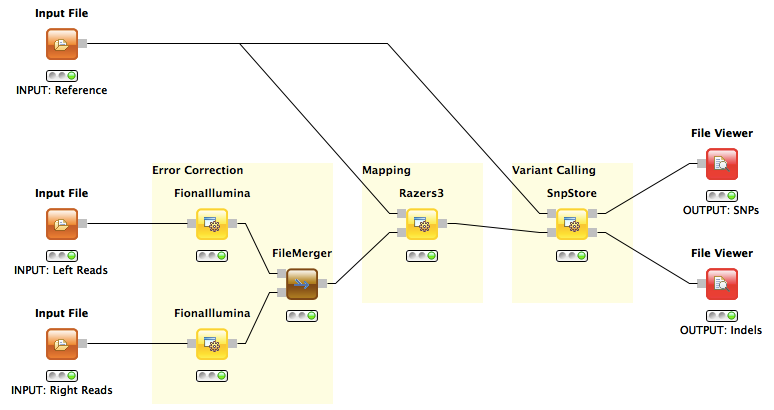 Input File
INPUT: Reference
File Viewer
OUTPUT: SNPs
Error Correction
Mapping
Variant Calling
Input File
FionaIllumina
Razers3
SnpStore
INPUT: Left Reads
FileMerger
File Viewer
OUTPUT: Indels
Input File
FionaIllumina
INPUT: Right Reads